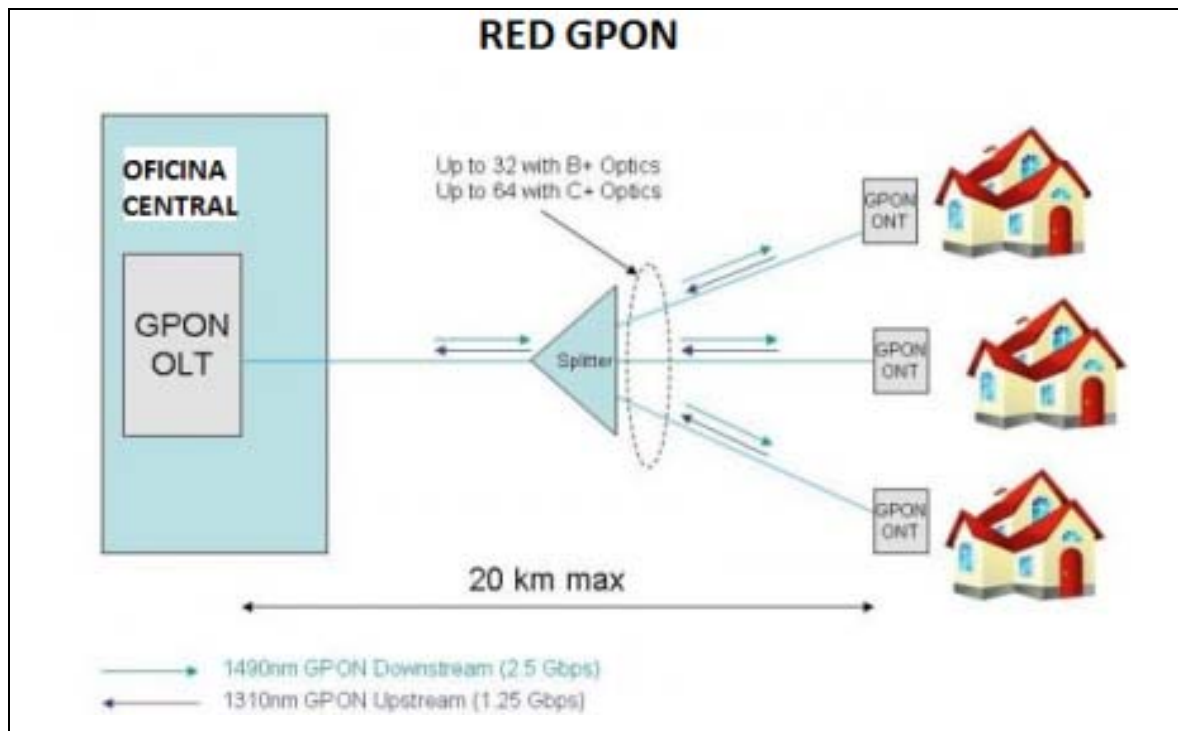 RED GPON
OFICINA
CENTRAL
GPON
OLT
Up to 32 with B+ Optics
Up to 64 with C+ Optics
Splitter
GPON
ONT
GPON
ONT
GPON
ONT
20 km max
1490nm GPON Downstream (2.5 Gbps)
1310nm GPON Upstream (1.25 Gbps)